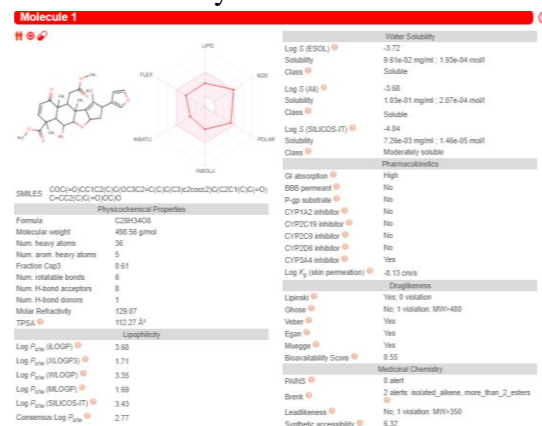 Molecule 1
LIPO
FLEX
SIZE
INSATU
POLAR
INSOLU
SMILES COC(=O)CC1C2(C)C(OC3C2=C(C)C(C3)c2cocc2)C(C2C1(C)C(=O)
C=CC2(C)C(=O)OC)O
Physicochemical Properties
Formula C28H34O8
Molecular weight 498.56 g/mol
Num. heavy atoms 36
Num. arom. heavy atoms 5
Fraction Csp3 0.61
Num. rotatable bonds 6
Num. H-bond acceptors 8
Num. H-bond donors 1
Molar Refractivity 129.07
TPSA 112.27 Å²
Lipophilicity
Log Po/w (iLOGP) 3.68
Log Po/w (XLOGP3) 1.71
Log Po/w (WLOGP) 3.35
Log Po/w (MLOGP) 1.69
Log Po/w (SILICOS-IT) 3.43
Consensus Log Po/w 2.77
Water Solubility
Log S (ESOL) -3.72
Solubility 9.61e-02 mg/ml ; 1.93e-04 mol/l
Class Soluble
Log S (Ali) -3.68
Solubility 1.03e-01 mg/ml ; 2.07e-04 mol/l
Class Soluble
Log S (SILICOS-IT) -4.84
Solubility 7.26e-03 mg/ml ; 1.46e-05 mol/l
Class Moderately soluble
Pharmacokinetics
GI absorption High
BBB permeant No
P-gp substrate No
CYP1A2 inhibitor No
CYP2C19 inhibitor No
CYP2C9 inhibitor No
CYP2D6 inhibitor No
CYP3A4 inhibitor Yes
Log Kp (skin permeation) -8.13 cm/s
Druglikeness
Lipinski Yes; 0 violation
Ghose No; 1 violation: MW>480
Veber Yes
Egan Yes
Muegge Yes
Bioavailability Score 0.55
Medicinal Chemistry
PAINS 0 alert
Brenk 2 alerts: isolated_alkene, more_than_2_esters
Leadlikeness No; 1 violation: MW>350
Synthetic accessibility 6.32